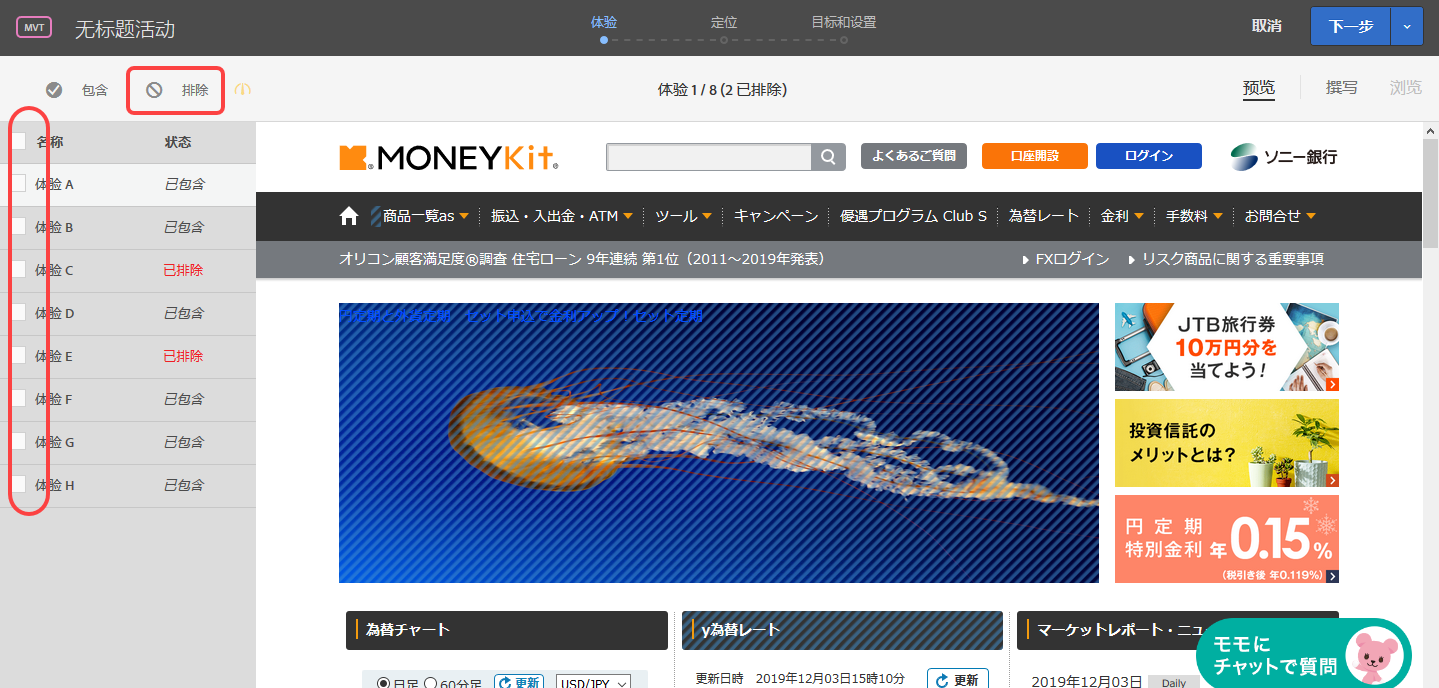 MVT
无标题活动
体验
定位
目标和设置
取消
下一步
包含
排除
体验 1 / 8 (2 已排除)
预览
撰写
浏览
名称 状态
体验 A 已包含
体验 B 已包含
体验 C 已排除
体验 D 已包含
体验 E 已排除
体验 F 已包含
体验 G 已包含
体验 H 已包含
MONEYKit
よくあるご質問
口座開設
ログイン
ソニー銀行
商品一覧as 振込・入出金・ATM ツール キャンペーン 優遇プログラム Club S 為替レート 金利 手数料 お問合せ
オリコン顧客満足度®調査 住宅ローン 9年連続 第1位（2011～2019年発表）
FXログイン リスク商品に関する重要事項
円定期と外貨定期 セット申込で金利アップ！セット定期
JTB旅行券
10万円分を
当てよう！
投資信託の
メリットとは？
円定期
特別金利 年0.15%
（税引き後 年0.119%）
為替チャート
y為替レート
マーケットレポート・ニュ
日足 60分足 更新 USD/JPY
更新日時 2019年12月03日15時10分 更新
2019年12月03日 Daily
モモに
チャットで質問